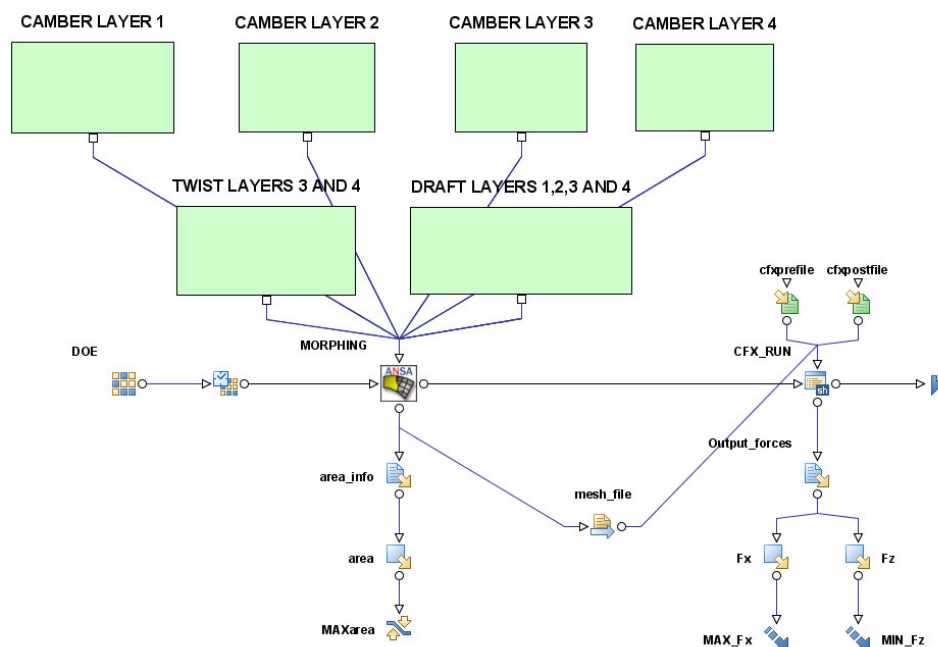 CAMBER LAYER 1
CAMBER LAYER 2
CAMBER LAYER 3
CAMBER LAYER 4
TWIST LAYERS 3 AND 4
DRAFT LAYERS 1,2,3 AND 4
cfxprefile
cfxpostfile
DOE
MORPHING
CFX_RUN
ANSA
sh
area_info
Output_forces
mesh_file
area
Fx
Fz
MAXarea
MAX_Fx
MIN_Fz